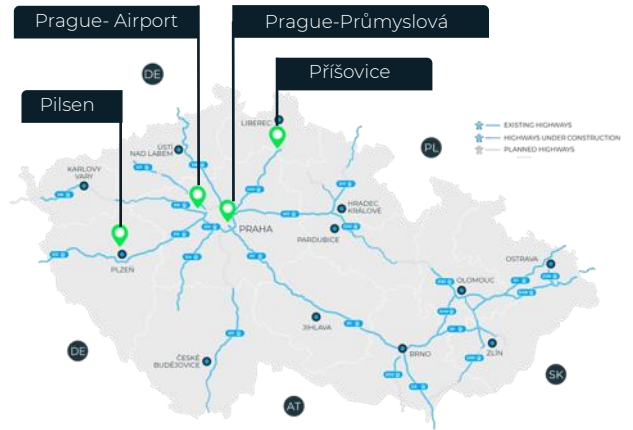 Prague- Airport
Prague-Průmyslová
Příšovice
Pilsen
DE
LIBEREC
EXISTING HIGHWAYS
HIGHWAYS UNDER CONSTRUCTION
PLANNED HIGHWAYS
PL
ÚSTÍ
NAD LABEM
KARLOVY
VARY
HRADEC
KRÁLOVÉ
PRAHA
PARDUBICE
PLZEŇ
OSTRAVA
OLOMOUC
JIHLAVA
BRNO
ZLÍN
DE
ČESKÉ
BUDĚJOVICE
SK
AT